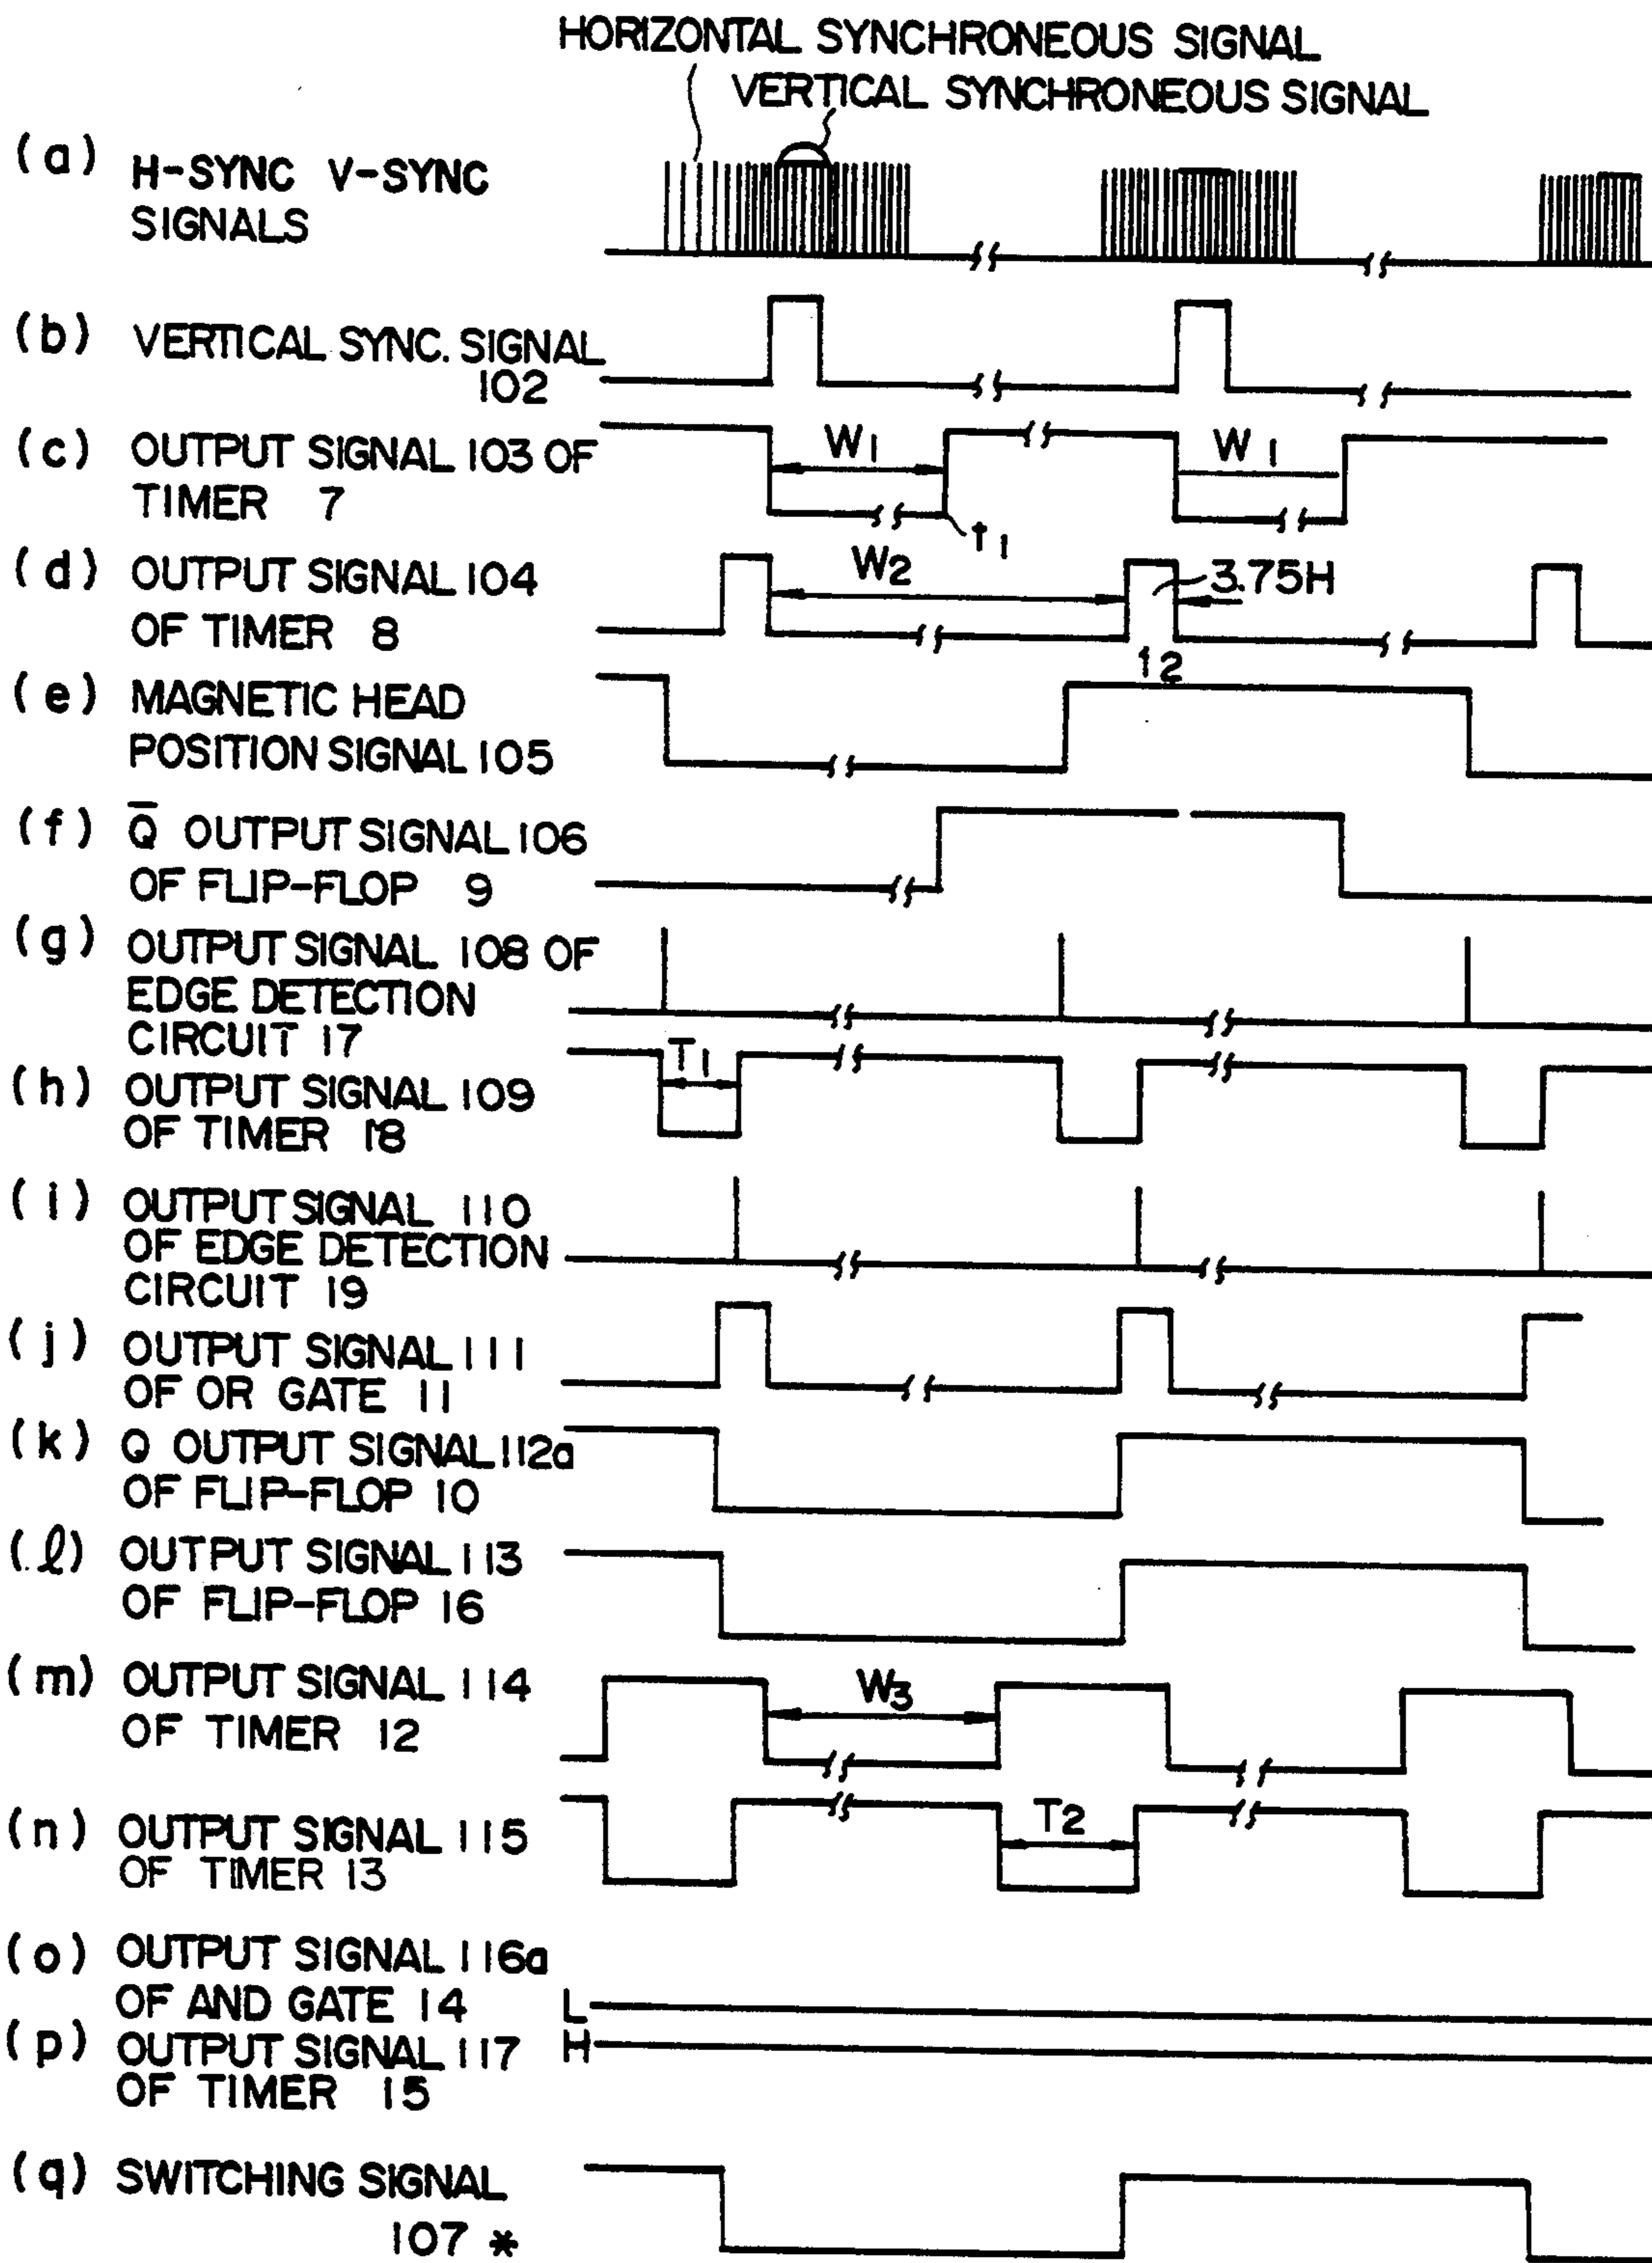 HORIZONTAL SYNCHRONEOUS SIGNAL
VERTICAL SYNCHRONEOUS SIGNAL
(a) H-SYNC V-SYNC
SIGNALS
(b) VERTICAL SYNC. SIGNAL
102
(c) OUTPUT SIGNAL 103 OF
TIMER 7
W1
W1
t1
(d) OUTPUT SIGNAL 104
OF TIMER 8
W2
3.75H
t2
(e) MAGNETIC HEAD
POSITION SIGNAL 105
(f) Q̅ OUTPUT SIGNAL 106
OF FLIP-FLOP 9
(g) OUTPUT SIGNAL 108 OF
EDGE DETECTION
CIRCUIT 17
T1
(h) OUTPUT SIGNAL 109
OF TIMER 18
(i) OUTPUT SIGNAL 110
OF EDGE DETECTION
CIRCUIT 19
(j) OUTPUT SIGNAL 111
OF OR GATE 11
(k) Q OUTPUT SIGNAL 112a
OF FLIP-FLOP 10
(l) OUTPUT SIGNAL 113
OF FLIP-FLOP 16
(m) OUTPUT SIGNAL 114
OF TIMER 12
W3
(n) OUTPUT SIGNAL 115
OF TIMER 13
T2
(o) OUTPUT SIGNAL 116a
OF AND GATE 14 L
(p) OUTPUT SIGNAL 117 H
OF TIMER 15
(q) SWITCHING SIGNAL
107 *